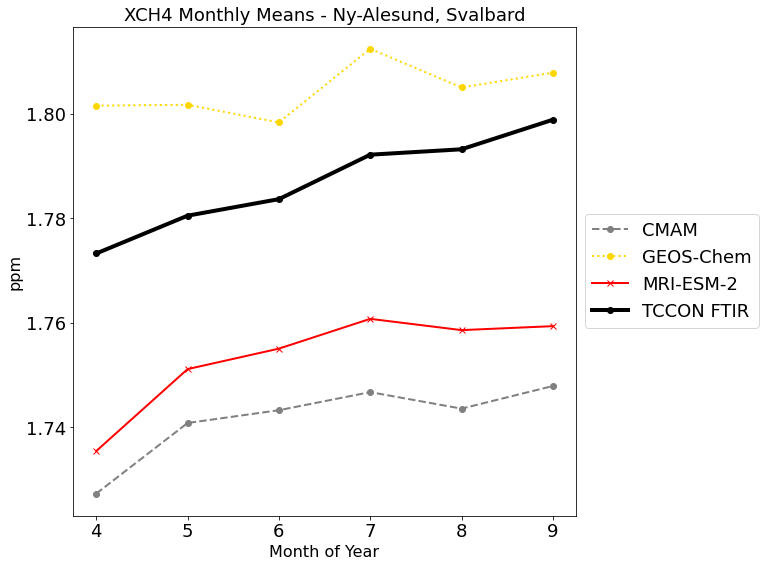 XCH4 Monthly Means - Ny-Alesund, Svalbard
1.80
1.78
1.76
1.74
ppm
4 5 6 7 8 9
Month of Year
CMAM
GEOS-Chem
MRI-ESM-2
TCCON FTIR